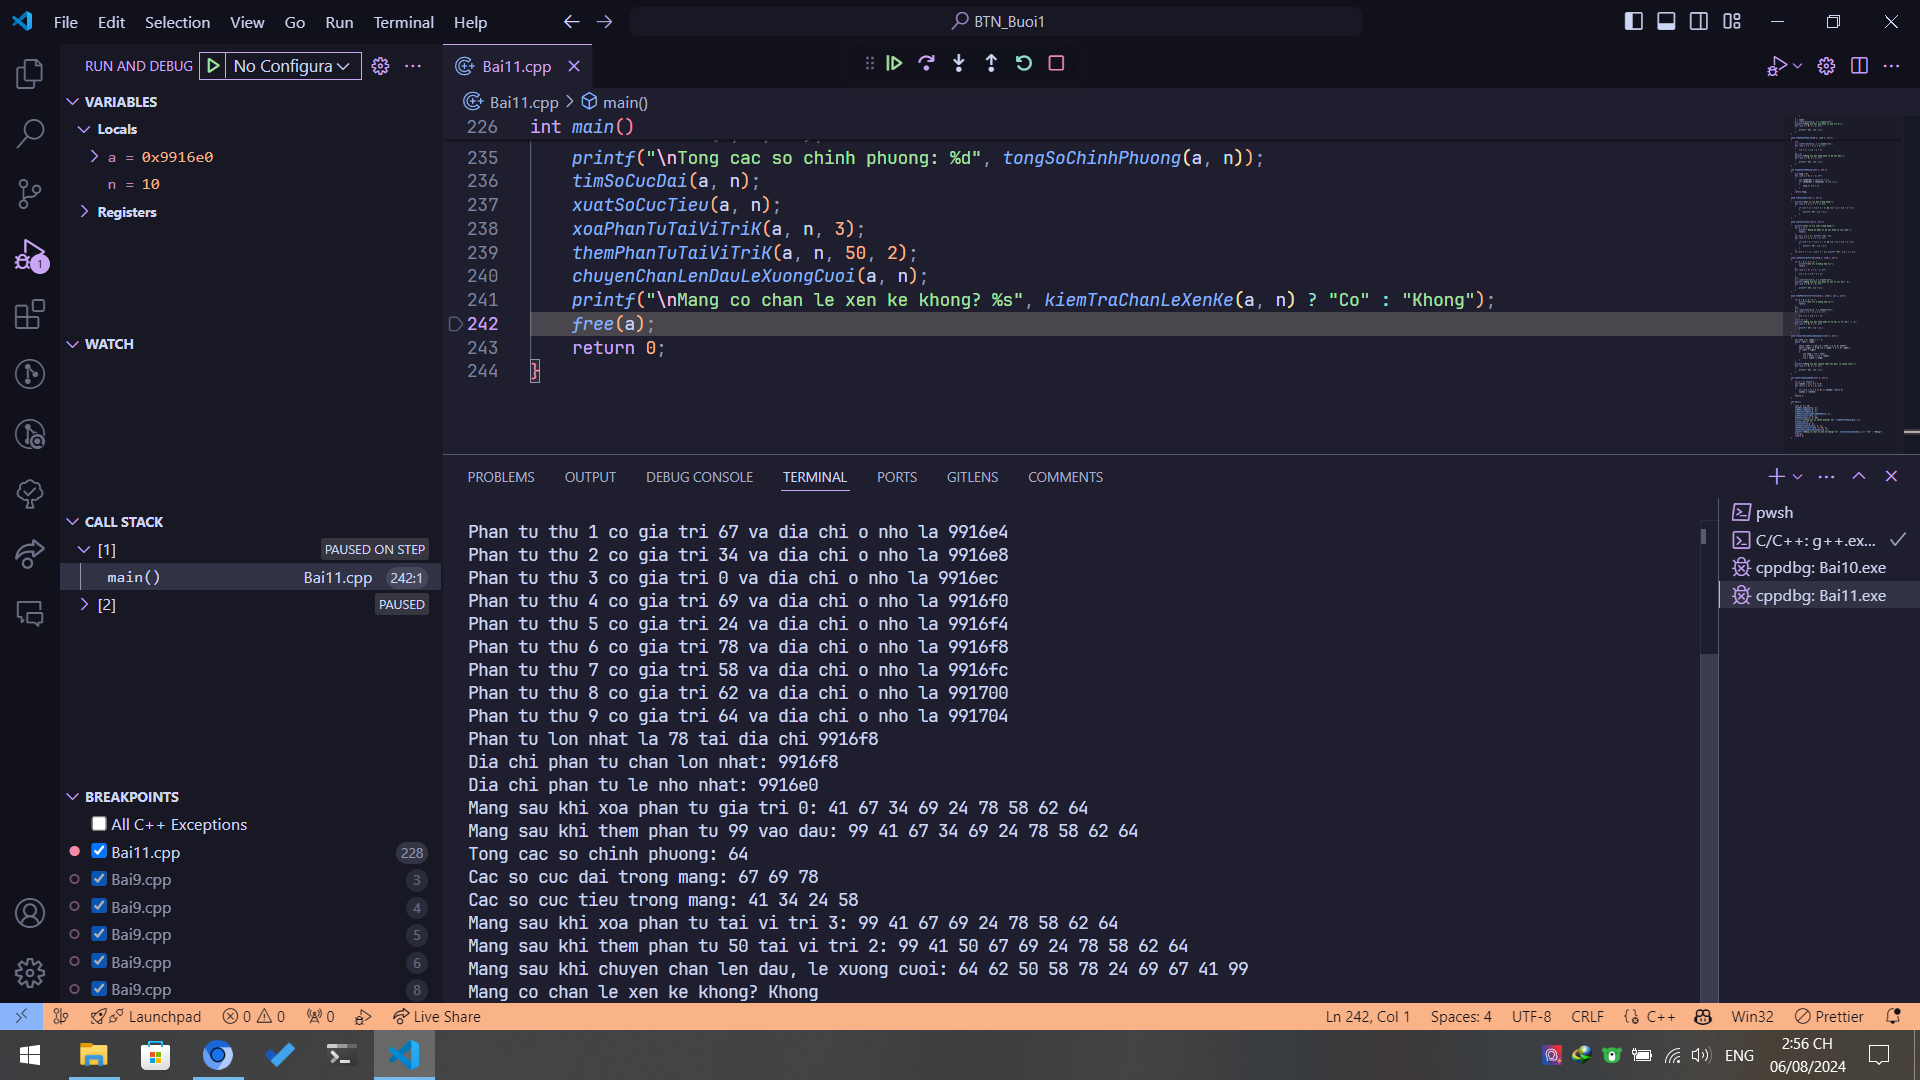 File Edit Selection View Go Run Terminal Help
BTN_Buoi1
RUN AND DEBUG
No Configura
VARIABLES
Locals
a = 0x9916e0
n = 10
Registers
WATCH
CALL STACK
[1] PAUSED ON STEP
main() Bai11.cpp 242:1
[2] PAUSED
BREAKPOINTS
All C++ Exceptions
Bai11.cpp 228
Bai9.cpp 3
Bai9.cpp 4
Bai9.cpp 5
Bai9.cpp 6
Bai9.cpp 8
1
Bai11.cpp
Bai11.cpp > main()
226 int main()
235 printf("\nTong cac so chinh phuong: %d", tongSoChinhPhuong(a, n));
236 timSoCucDai(a, n);
237 xuatSoCucTieu(a, n);
238 xoaPhanTuTaiViTriK(a, n, 3);
239 themPhanTuTaiViTriK(a, n, 50, 2);
240 chuyenChanLenDauLeXuongCuoi(a, n);
241 printf("\nMang co chan le xen ke khong? %s", kiemTraChanLeXenKe(a, n) ? "Co" : "Khong");
242 free(a);
243 return 0;
244 }
PROBLEMS OUTPUT DEBUG CONSOLE TERMINAL PORTS GITLENS COMMENTS
Phan tu thu 1 co gia tri 67 va dia chi o nho la 9916e4
Phan tu thu 2 co gia tri 34 va dia chi o nho la 9916e8
Phan tu thu 3 co gia tri 0 va dia chi o nho la 9916ec
Phan tu thu 4 co gia tri 69 va dia chi o nho la 9916f0
Phan tu thu 5 co gia tri 24 va dia chi o nho la 9916f4
Phan tu thu 6 co gia tri 78 va dia chi o nho la 9916f8
Phan tu thu 7 co gia tri 58 va dia chi o nho la 9916fc
Phan tu thu 8 co gia tri 62 va dia chi o nho la 991700
Phan tu thu 9 co gia tri 64 va dia chi o nho la 991704
Phan tu lon nhat la 78 tai dia chi 9916f8
Dia chi phan tu chan lon nhat: 9916f8
Dia chi phan tu le nho nhat: 9916e0
Mang sau khi xoa phan tu gia tri 0: 41 67 34 69 24 78 58 62 64
Mang sau khi them phan tu 99 vao dau: 99 41 67 34 69 24 78 58 62 64
Tong cac so chinh phuong: 64
Cac so cuc dai trong mang: 67 69 78
Cac so cuc tieu trong mang: 41 34 24 58
Mang sau khi xoa phan tu tai vi tri 3: 99 41 67 69 24 78 58 62 64
Mang sau khi them phan tu 50 tai vi tri 2: 99 41 50 67 69 24 78 58 62 64
Mang sau khi chuyen chan len dau, le xuong cuoi: 64 62 50 58 78 24 69 67 41 99
Mang co chan le xen ke khong? Khong
pwsh
C/C++: g++.ex...
cppdbg: Bai10.exe
cppdbg: Bai11.exe
Launchpad 0 0 0 Live Share
Ln 242, Col 1 Spaces: 4 UTF-8 CRLF {} C++ Win32 Prettier
ENG
2:56 CH
06/08/2024